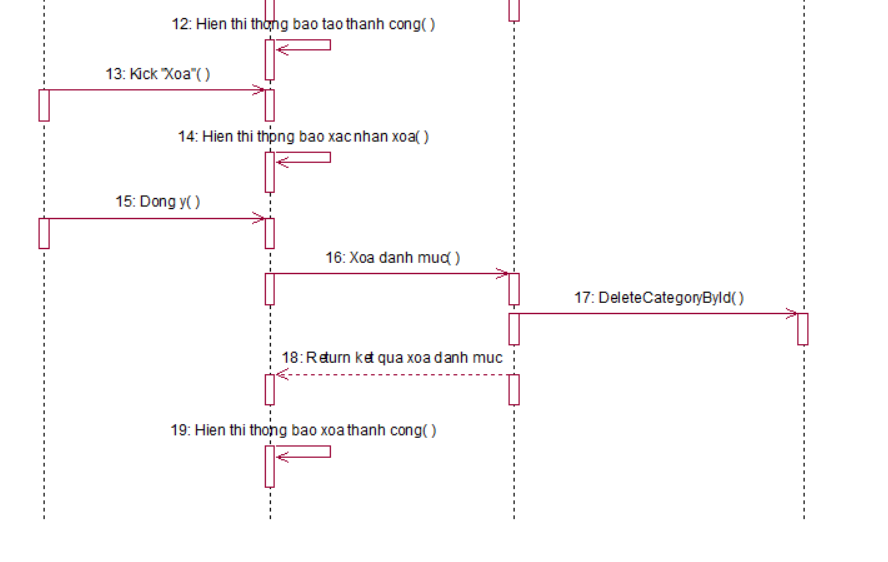 12: Hien thi thong bao tao thanh cong( )
13: Kick "Xoa"( )
14: Hien thi thong bao xac nhan xoa( )
15: Dong y( )
16: Xoa danh muc( )
17: DeleteCategoryById( )
18: Return ket qua xoa danh muc
19: Hien thi thong bao xoa thanh cong( )